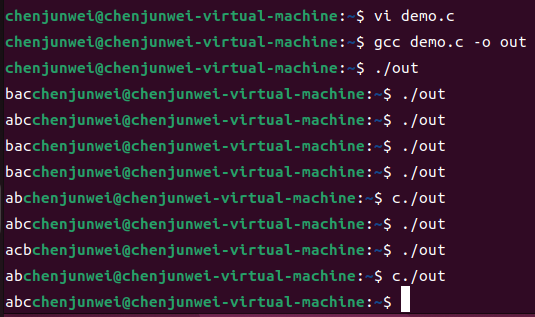 chenjunwei@chenjunwei-virtual-machine:~$ vi demo.c
chenjunwei@chenjunwei-virtual-machine:~$ gcc demo.c -o out
chenjunwei@chenjunwei-virtual-machine:~$ ./out
bacchenjunwei@chenjunwei-virtual-machine:~$ ./out
abcchenjunwei@chenjunwei-virtual-machine:~$ ./out
bacchenjunwei@chenjunwei-virtual-machine:~$ ./out
bacchenjunwei@chenjunwei-virtual-machine:~$ ./out
abchenjunwei@chenjunwei-virtual-machine:~$ c./out
abcchenjunwei@chenjunwei-virtual-machine:~$ ./out
acbchenjunwei@chenjunwei-virtual-machine:~$ ./out
abchenjunwei@chenjunwei-virtual-machine:~$ c./out
abcchenjunwei@chenjunwei-virtual-machine:~$